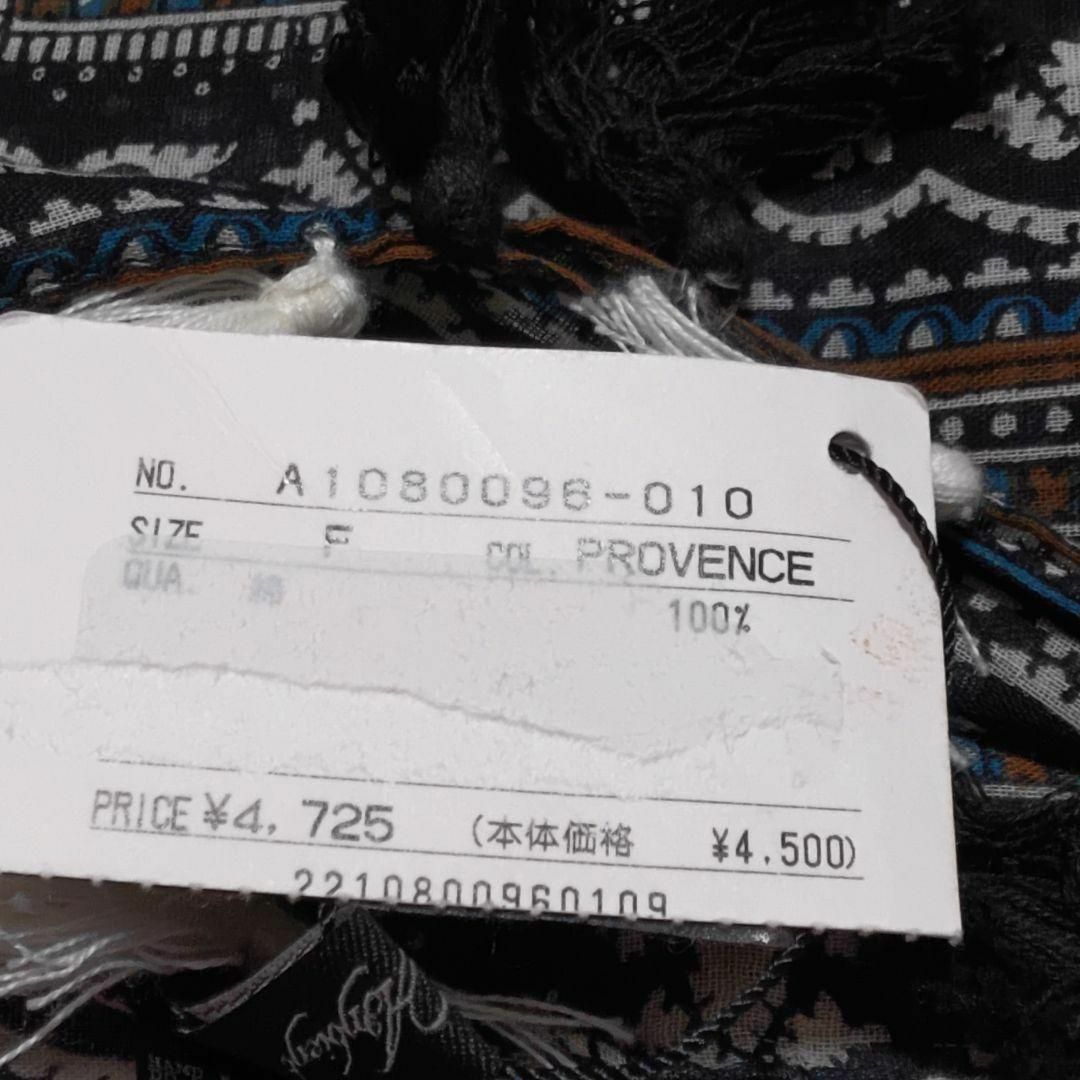 NO. A1080096-010
SIZE F COL. PROVENCE
QUA. 綿 100%
PRICE ¥4,725 (本体価格 ¥4,500)
2210800960109